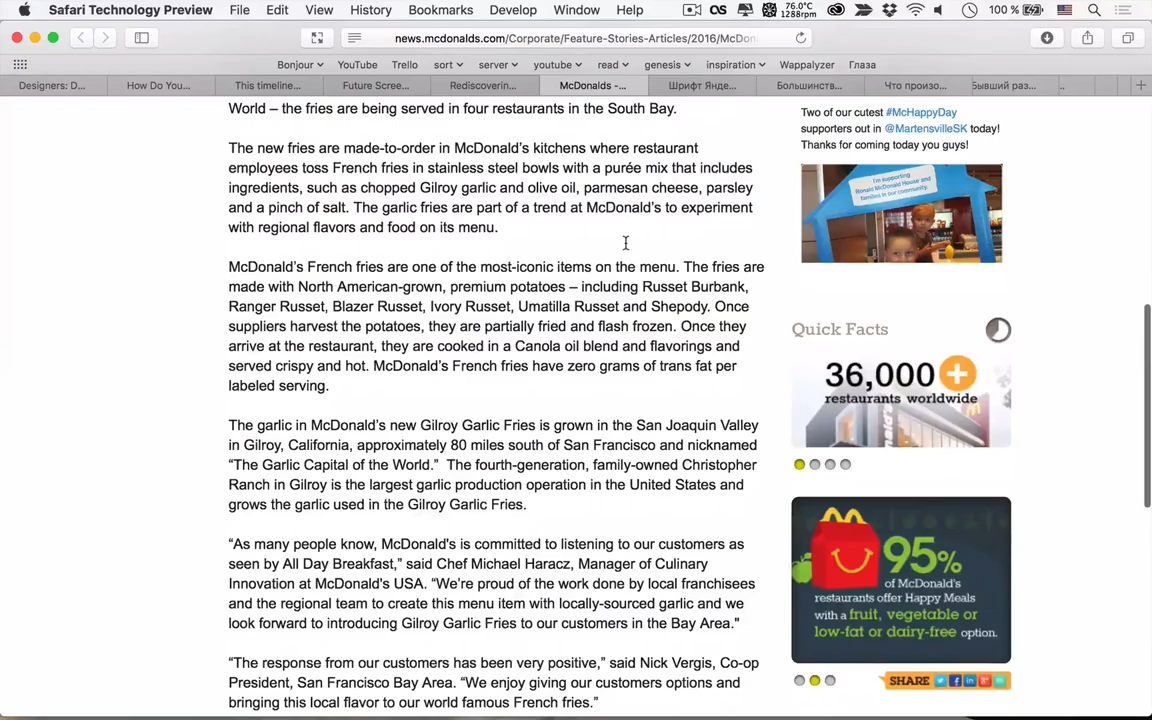 Safari Technology Preview File Edit View History Bookmarks Develop Window Help OS 76.0°C 1288rpm 100 %
news.mcdonalds.com/Corporate/Feature-Stories-Articles/2016/McDon
Bonjour YouTube Trello sort server youtube read genesis inspiration Wappalyzer Глаза
Designers: D... How Do You... This timeline... Future Scree... Rediscoverin... McDonalds -... Шрифт Янде... Большинств... Что произо... Бывший раз...
World – the fries are being served in four restaurants in the South Bay.
The new fries are made-to-order in McDonald’s kitchens where restaurant
employees toss French fries in stainless steel bowls with a purée mix that includes
ingredients, such as chopped Gilroy garlic and olive oil, parmesan cheese, parsley
and a pinch of salt. The garlic fries are part of a trend at McDonald’s to experiment
with regional flavors and food on its menu.
McDonald’s French fries are one of the most-iconic items on the menu. The fries are
made with North American-grown, premium potatoes – including Russet Burbank,
Ranger Russet, Blazer Russet, Ivory Russet, Umatilla Russet and Shepody. Once
suppliers harvest the potatoes, they are partially fried and flash frozen. Once they
arrive at the restaurant, they are cooked in a Canola oil blend and flavorings and
served crispy and hot. McDonald’s French fries have zero grams of trans fat per
labeled serving.
The garlic in McDonald’s new Gilroy Garlic Fries is grown in the San Joaquin Valley
in Gilroy, California, approximately 80 miles south of San Francisco and nicknamed
“The Garlic Capital of the World.” The fourth-generation, family-owned Christopher
Ranch in Gilroy is the largest garlic production operation in the United States and
grows the garlic used in the Gilroy Garlic Fries.
“As many people know, McDonald's is committed to listening to our customers as
seen by All Day Breakfast,” said Chef Michael Haracz, Manager of Culinary
Innovation at McDonald's USA. “We’re proud of the work done by local franchisees
and the regional team to create this menu item with locally-sourced garlic and we
look forward to introducing Gilroy Garlic Fries to our customers in the Bay Area."
“The response from our customers has been very positive,” said Nick Vergis, Co-op
President, San Francisco Bay Area. “We enjoy giving our customers options and
bringing this local flavor to our world famous French fries.”
Two of our cutest #McHappyDay
supporters out in @MartensvilleSK today!
Thanks for coming today you guys!
I'm supporting
Ronald McDonald House and
families in our community.
Quick Facts
36,000+
restaurants worldwide
95%
of McDonald's
restaurants offer Happy Meals
with a fruit, vegetable or
low-fat or dairy-free option.
SHARE